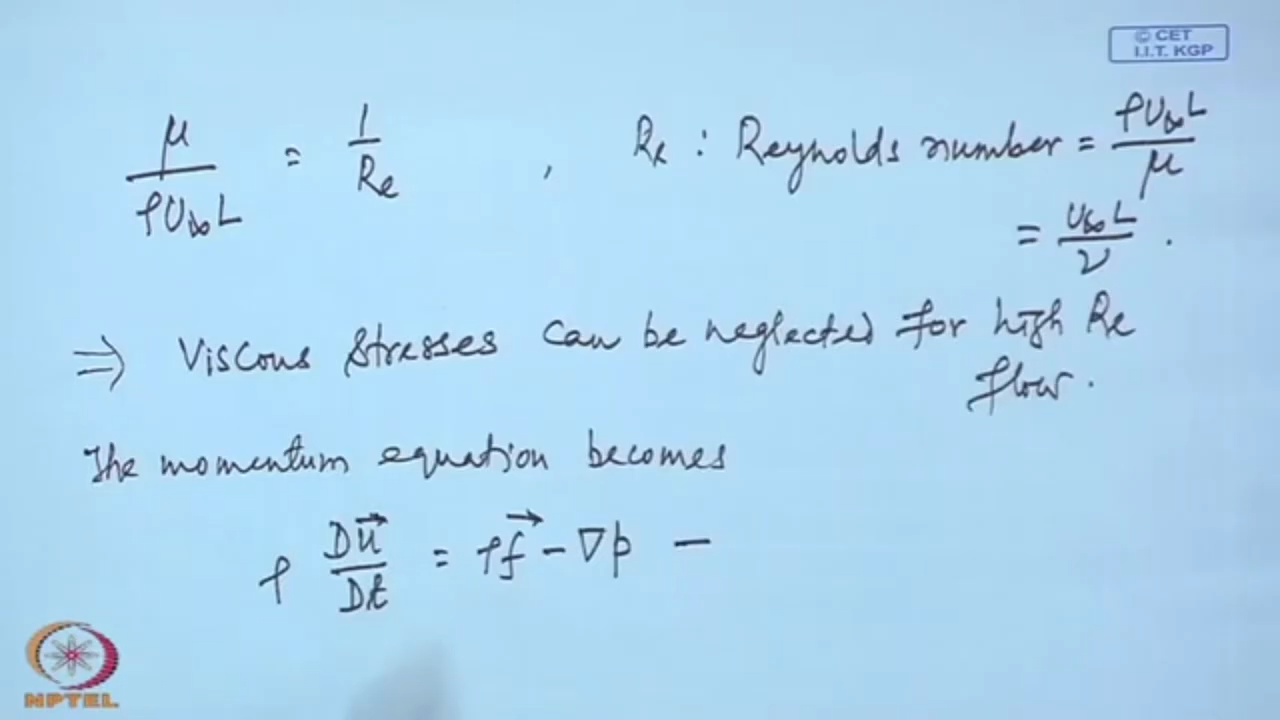 © CET
I.I.T. KGP
μ/ρU∞L = 1/Re , Re : Reynolds number = ρU∞L/μ
= U∞L/ν .
⇒ Viscous stresses can be neglected for high Re
flow.
The momentum equation becomes
ρ Du⃗/Dt = ρf⃗ - ∇p —
NPTEL